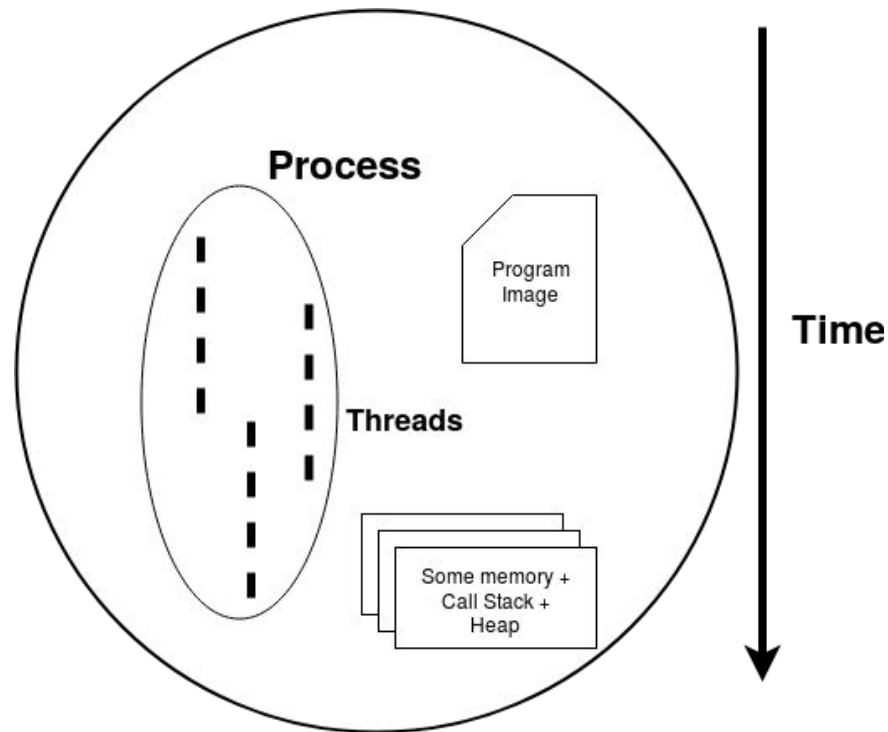 Process
Program
Image
Time
Threads
Some memory +
Call Stack +
Heap